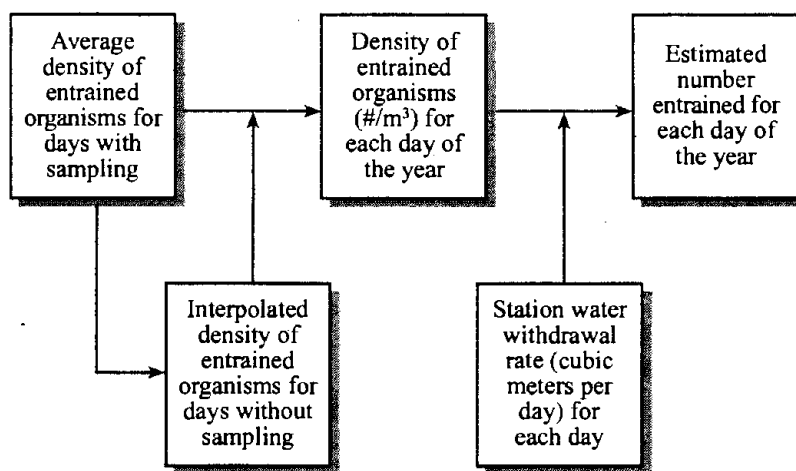 Average
density of
entrained
organisms for
days with
sampling
Density of
entrained
organisms
(#/m³) for
each day of
the year
Estimated
number
entrained for
each day of
the year
Interpolated
density of
entrained
organisms for
days without
sampling
Station water
withdrawal
rate (cubic
meters per
day) for
each day